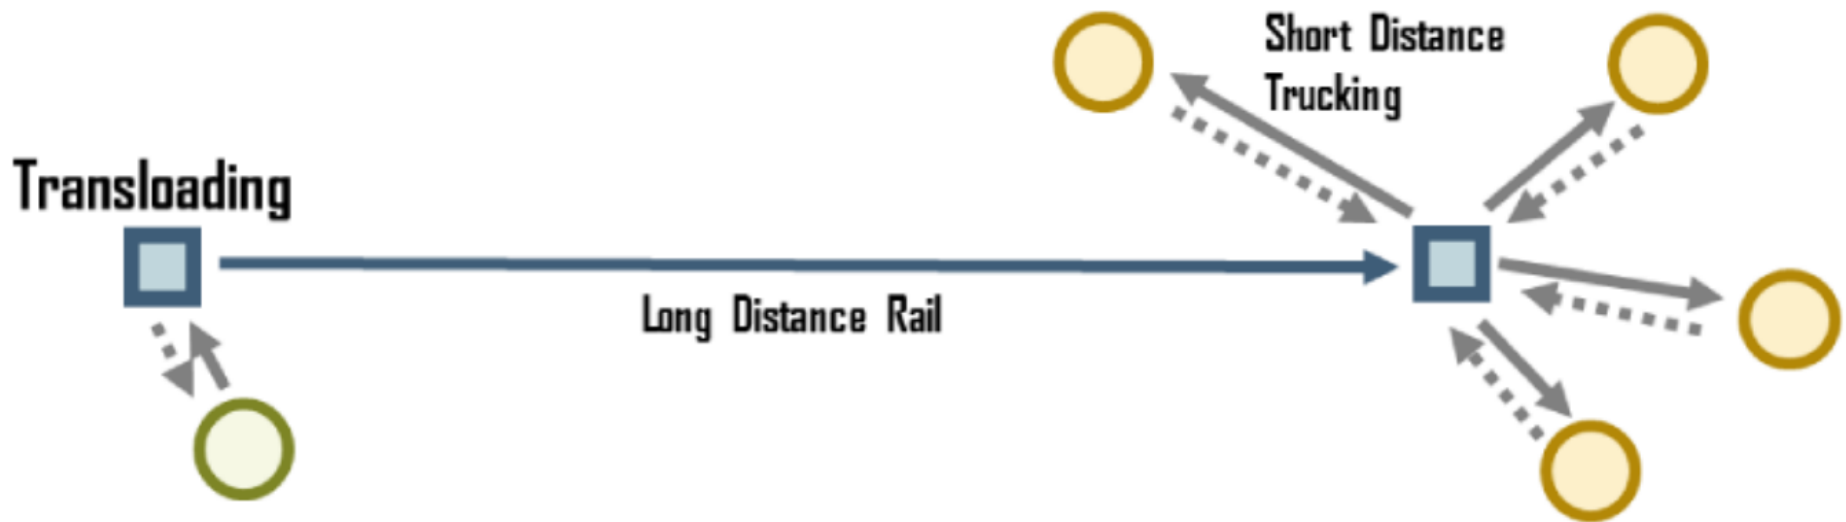 Short Distance
Trucking
Transloading
Long Distance Rail